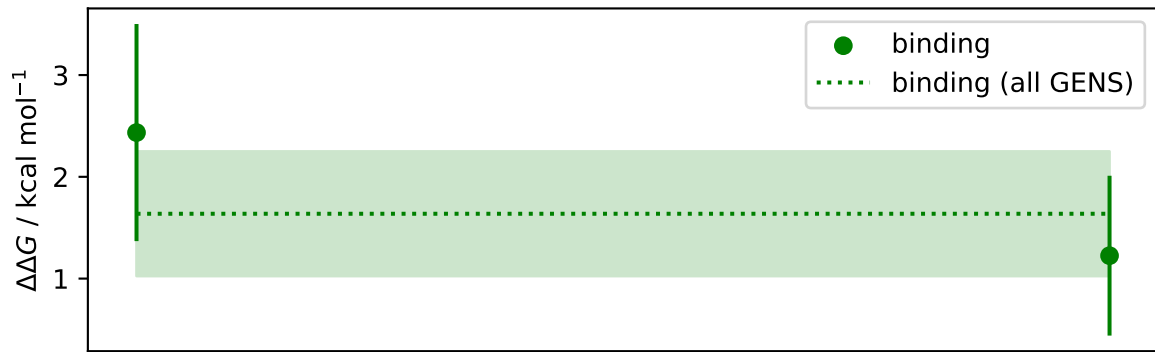 ΔΔG / kcal mol⁻¹
3
2
1
binding
binding (all GENS)